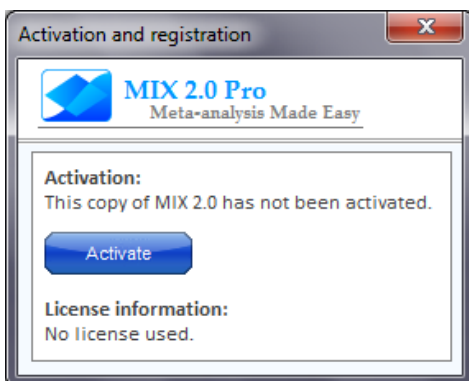 Activation and registration
MIX 2.0 Pro
Meta-analysis Made Easy
Activation:
This copy of MIX 2.0 has not been activated.
Activate
License information:
No license used.